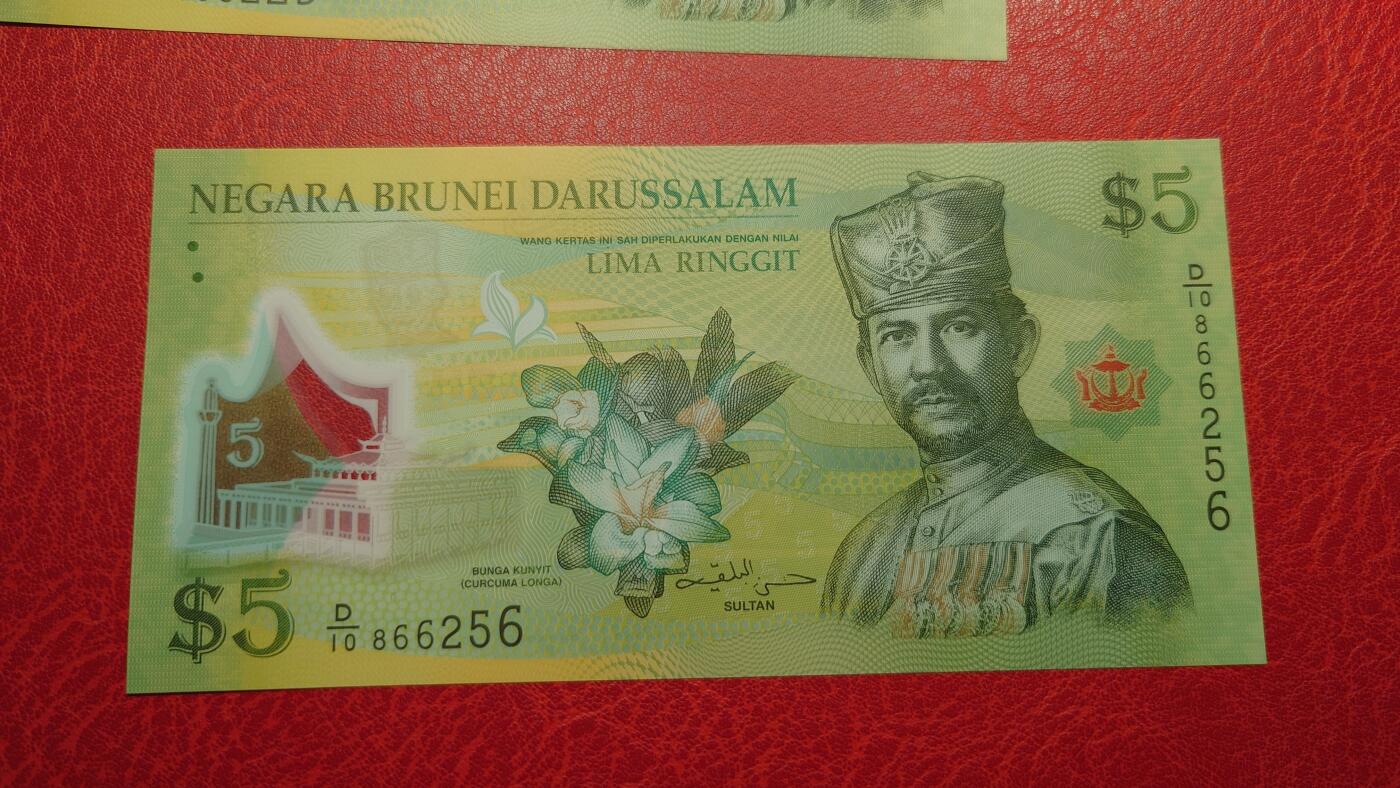 NEGARA BRUNEI DARUSSALAM
$5
WANG KERTAS INI SAH DIPERLAKUKAN DENGAN NILAI
LIMA RINGGIT
D/10 866256
5
BUNGA KUNYIT
(CURCUMA LONGA)
SULTAN
$5
D/10 866256